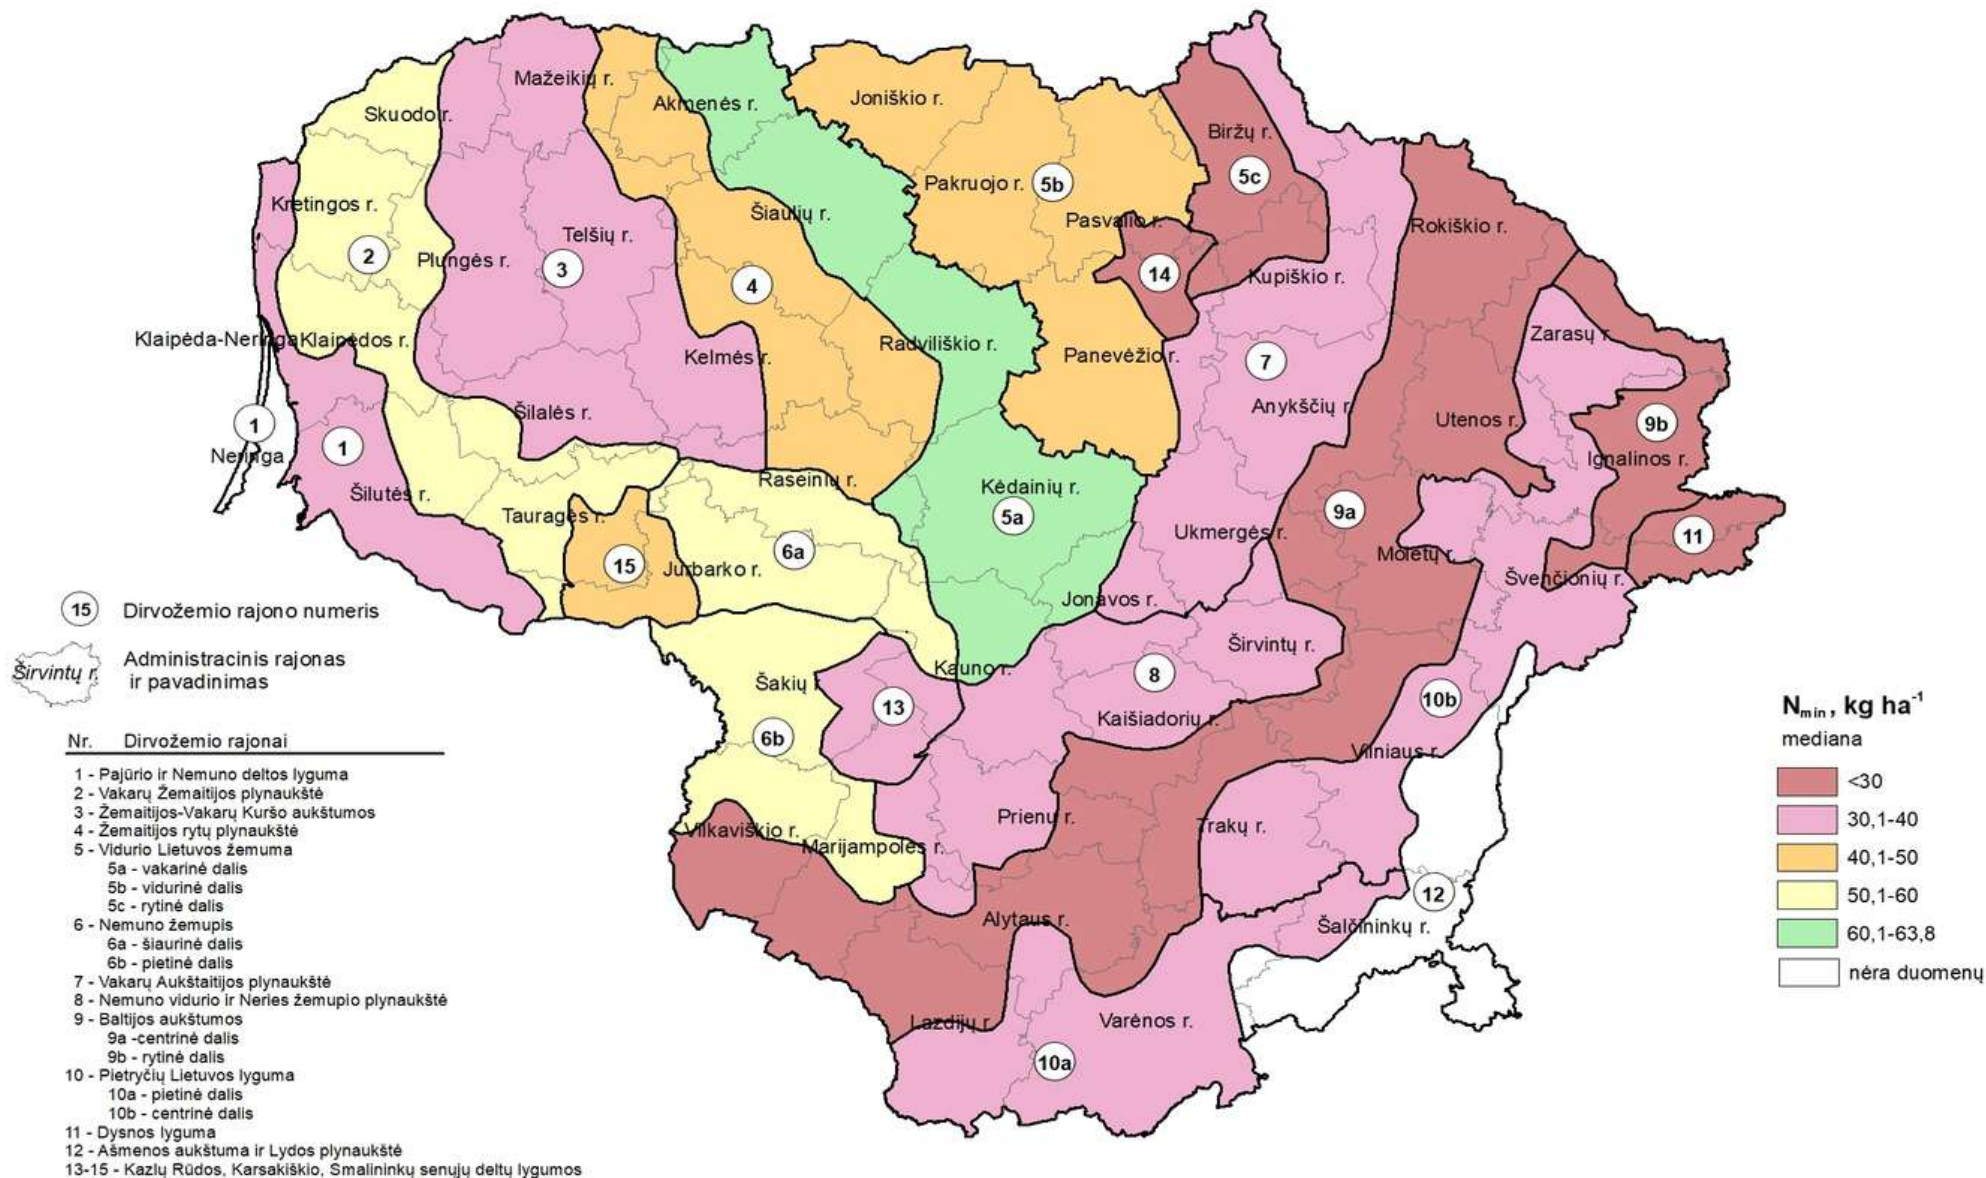 Mažeikių r.
Akmenės r.
Joniškio r.
Skuodo r.
Biržų r.
5c
Pakruojo r.
5b
Kretingos r.
Šiaulių r.
Pasvalio r.
Rokiškio r.
Telšių r.
2
Plungės r.
3
14
Kupiškio r.
4
Zarasų r.
Klaipėda-Neringa
Klaipėdos r.
Radviliškio r.
Kelmės r.
Panevėžio r.
7
Šilalės r.
Anykščių r.
Utenos r.
9b
1
1
Neringa
Ignalinos r.
Raseinių r.
Šilutės r.
Kėdainių r.
5a
9a
Tauragės r.
Ukmergės r.
11
6a
Moletų r.
15
Jurbarko r.
Švenčionių r.
Jonavos r.
Širvintų r.
Kauno r.
8
Šakių r.
10b
13
Kaišiadorių r.
6b
Vilniaus r.
Prienų r.
Trakų r.
Vilkaviškio r.
Marijampolės r.
12
Alytaus r.
Šalčininkų r.
Lazdijų r.
Varėnos r.
10a
15 Dirvožemio rajono numeris
Širvintų r. Administracinis rajonas
ir pavadinimas
Nr. Dirvožemio rajonai
1 - Pajūrio ir Nemuno deltos lyguma
2 - Vakarų Žemaitijos plynaukštė
3 - Žemaitijos-Vakarų Kuršo aukštumos
4 - Žemaitijos rytų plynaukštė
5 - Vidurio Lietuvos žemuma
5a - vakarinė dalis
5b - vidurinė dalis
5c - rytinė dalis
6 - Nemuno žemupis
6a - šiaurinė dalis
6b - pietinė dalis
7 - Vakarų Aukštaitijos plynaukštė
8 - Nemuno vidurio ir Neries žemupio plynaukštė
9 - Baltijos aukštumos
9a -centrinė dalis
9b - rytinė dalis
10 - Pietryčių Lietuvos lyguma
10a - pietinė dalis
10b - centrinė dalis
11 - Dysnos lyguma
12 - Ašmenos aukštuma ir Lydos plynaukštė
13-15 - Kazlų Rūdos, Karsakiškio, Smalininkų senųjų deltų lygumos
Nmin, kg ha⁻¹
mediana
<30
30,1-40
40,1-50
50,1-60
60,1-63,8
nėra duomenų